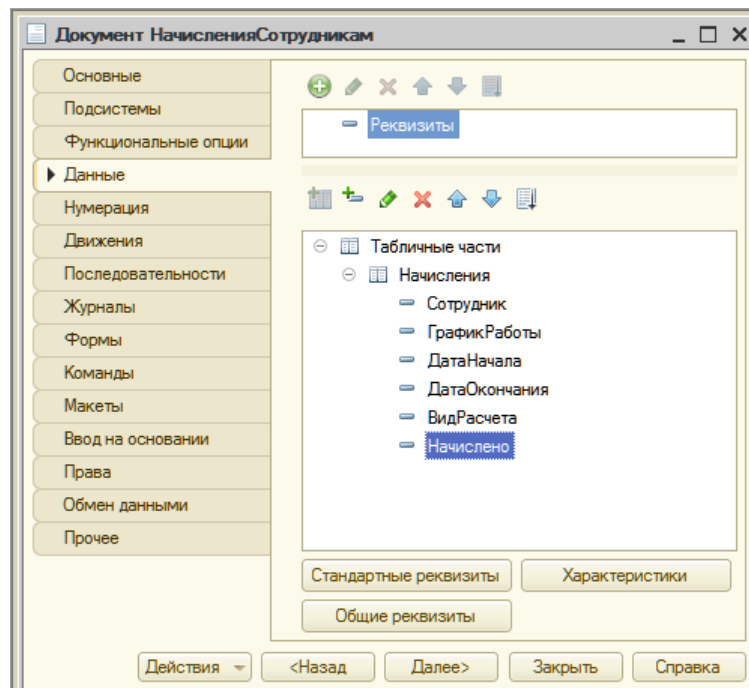 Документ НачисленияСотрудникам
Основные
Подсистемы
Функциональные опции
Данные
Нумерация
Движения
Последовательности
Журналы
Формы
Команды
Макеты
Ввод на основании
Права
Обмен данными
Прочее
Реквизиты
Табличные части
Начисления
Сотрудник
ГрафикРаботы
ДатаНачала
ДатаОкончания
ВидРасчета
Начислено
Стандартные реквизиты
Характеристики
Общие реквизиты
Действия
<Назад
Далее>
Закрыть
Справка